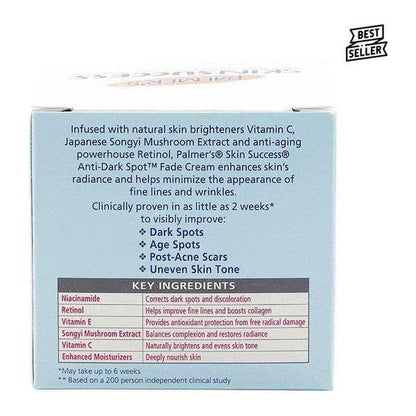 BEST
SELLER
PALMER'S
SKIN SUCCESS
Infused with natural skin brighteners Vitamin C,
Japanese Songyi Mushroom Extract and anti-aging
powerhouse Retinol, Palmer's® Skin Success®
Anti-Dark Spot™ Fade Cream enhances skin's
radiance and helps minimize the appearance of
fine lines and wrinkles.
Clinically proven in as little as 2 weeks*
to visibly improve:
❖ Dark Spots
❖ Age Spots
❖ Post-Acne Scars
❖ Uneven Skin Tone
KEY INGREDIENTS
Niacinamide Corrects dark spots and discoloration
Retinol Helps improve fine lines and boosts collagen
Vitamin E Provides antioxidant protection from free radical damage
Songyi Mushroom Extract Balances complexion and restores radiance
Vitamin C Naturally brightens and evens skin tone
Enhanced Moisturizers Deeply nourish skin
*May take up to 6 weeks
** Based on a 200 person independent clinical study